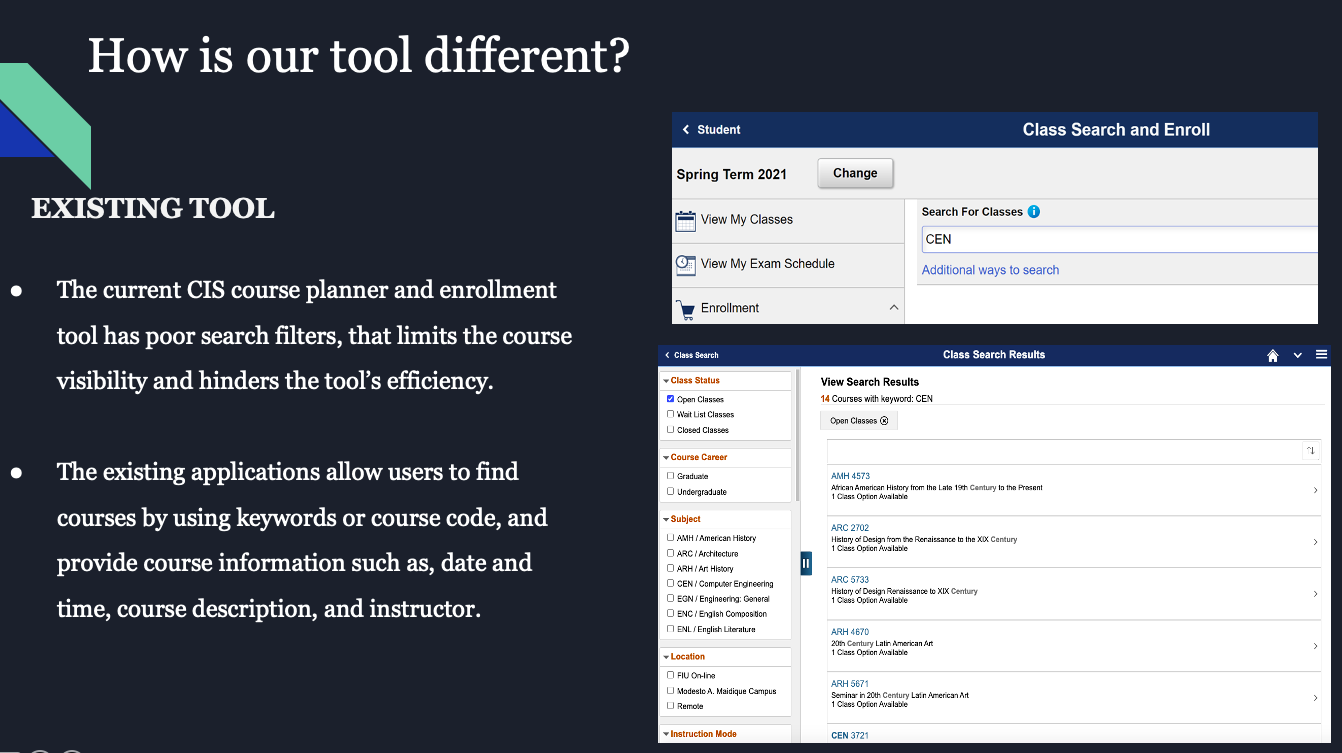 How is our tool different?
EXISTING TOOL
● The current CIS course planner and enrollment
tool has poor search filters, that limits the course
visibility and hinders the tool’s efficiency.
● The existing applications allow users to find
courses by using keywords or course code, and
provide course information such as, date and
time, course description, and instructor.
Student
Class Search and Enroll
Spring Term 2021
Change
View My Classes
View My Exam Schedule
Enrollment
Search For Classes
CEN
Additional ways to search
Class Search
Class Search Results
Class Status
Open Classes
Wait List Classes
Closed Classes
Course Career
Graduate
Undergraduate
Subject
AMH / American History
ARC / Architecture
ARH / Art History
CEN / Computer Engineering
EGN / Engineering: General
ENC / English Composition
ENL / English Literature
Location
FIU On-line
Modesto A. Maidique Campus
Remote
Instruction Mode
View Search Results
14 Courses with keyword: CEN
Open Classes
AMH 4573
African American History from the Late 19th Century to the Present
1 Class Option Available
ARC 2702
History of Design from the Renaissance to the XIX Century
1 Class Option Available
ARC 5733
History of Design Renaissance to XIX Century
1 Class Option Available
ARH 4670
20th Century Latin American Art
1 Class Option Available
ARH 5671
Seminar in 20th Century Latin American Art
1 Class Option Available
CEN 3721